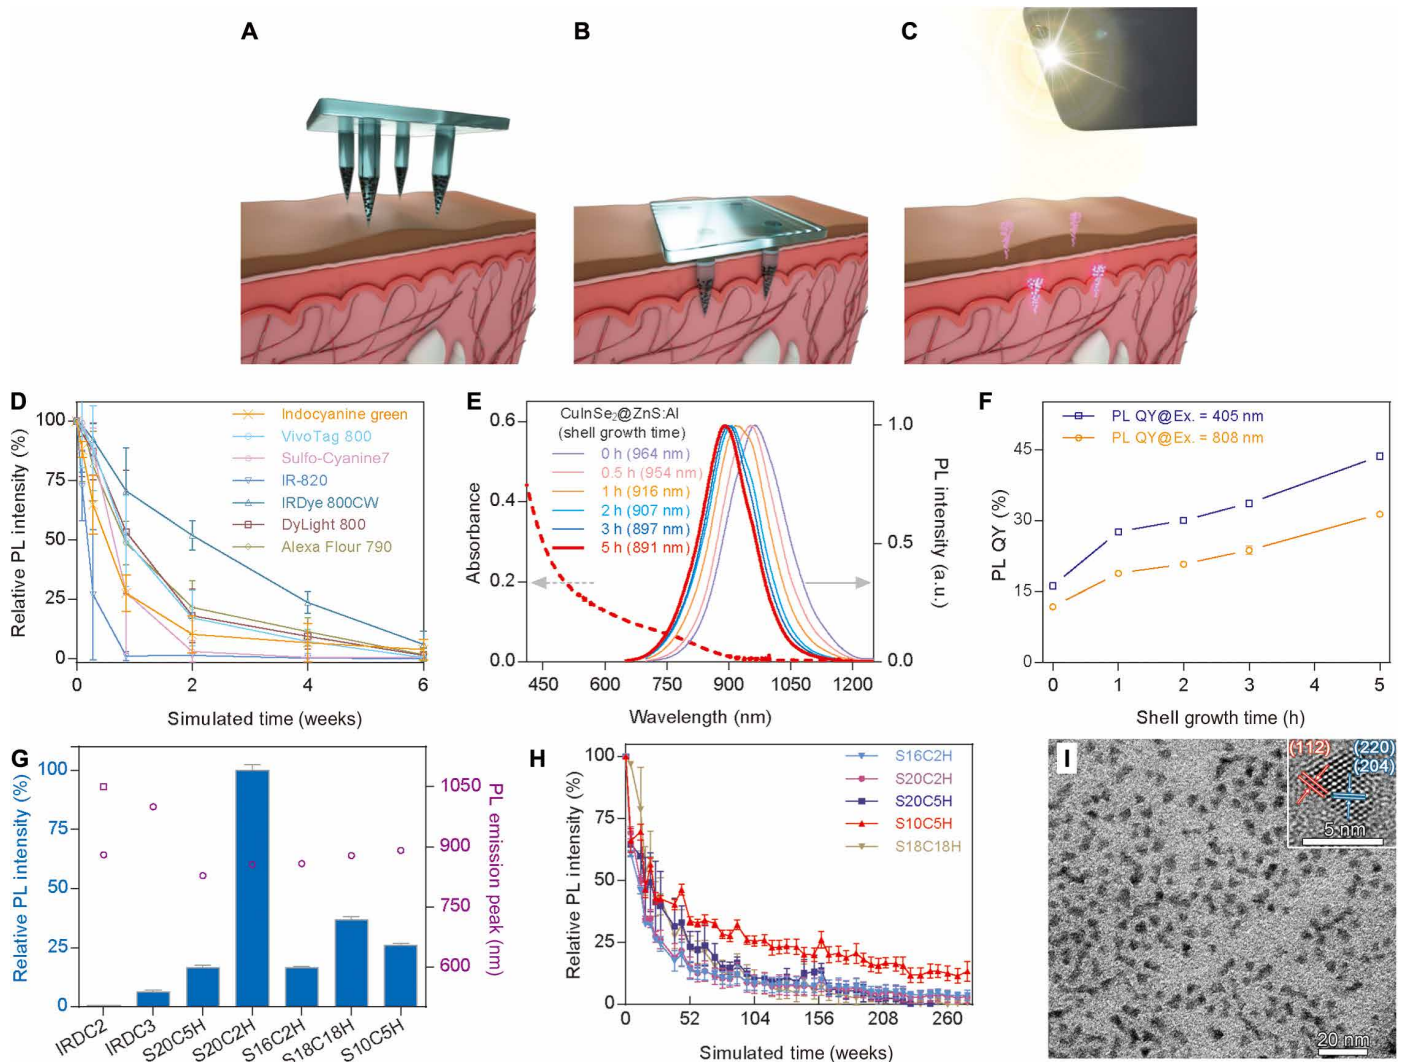 A
B
C
D
Relative PL intensity (%)
100
75
50
25
0
0
2
4
6
Simulated time (weeks)
Indocyanine green
VivoTag 800
Sulfo-Cyanine7
IR-820
IRDye 800CW
DyLight 800
Alexa Flour 790
E
Absorbance
0.6
0.4
0.2
0.0
450
600
750
900
1050
1200
Wavelength (nm)
CuInSe2@ZnS:Al
(shell growth time)
0 h (964 nm)
0.5 h (954 nm)
1 h (916 nm)
2 h (907 nm)
3 h (897 nm)
5 h (891 nm)
1.0
0.5
0.0
PL intensity (a.u.)
F
PL QY (%)
45
30
15
0
0
1
2
3
4
5
Shell growth time (h)
PL QY@Ex. = 405 nm
PL QY@Ex. = 808 nm
G
Relative PL intensity (%)
100
75
50
25
0
IRDC2
IRDC3
S20C5H
S20C2H
S16C2H
S18C18H
S10C5H
1050
900
750
600
PL emission peak (nm)
H
Relative PL intensity (%)
100
75
50
25
0
0
52
104
156
208
260
Simulated time (weeks)
S16C2H
S20C2H
S20C5H
S10C5H
S18C18H
I
(112)
(220)
(204)
5 nm
20 nm